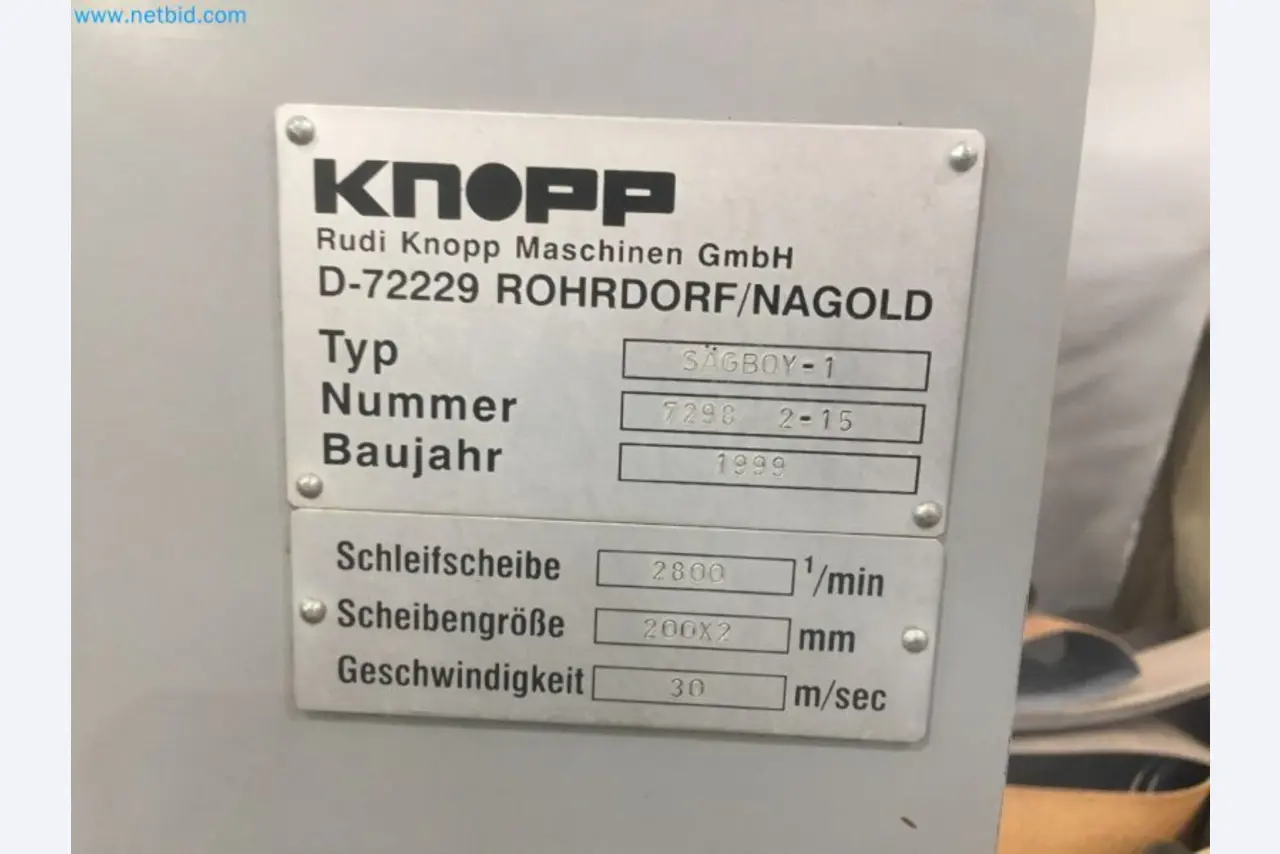 www.netbid.com
KNOPP
Rudi Knopp Maschinen GmbH
D-72229 ROHRDORF/NAGOLD
Typ SÄGBOY-1
Nummer 7298 2-15
Baujahr 1999
Schleifscheibe 2800 1/min
Scheibengröße 200X2 mm
Geschwindigkeit 30 m/sec